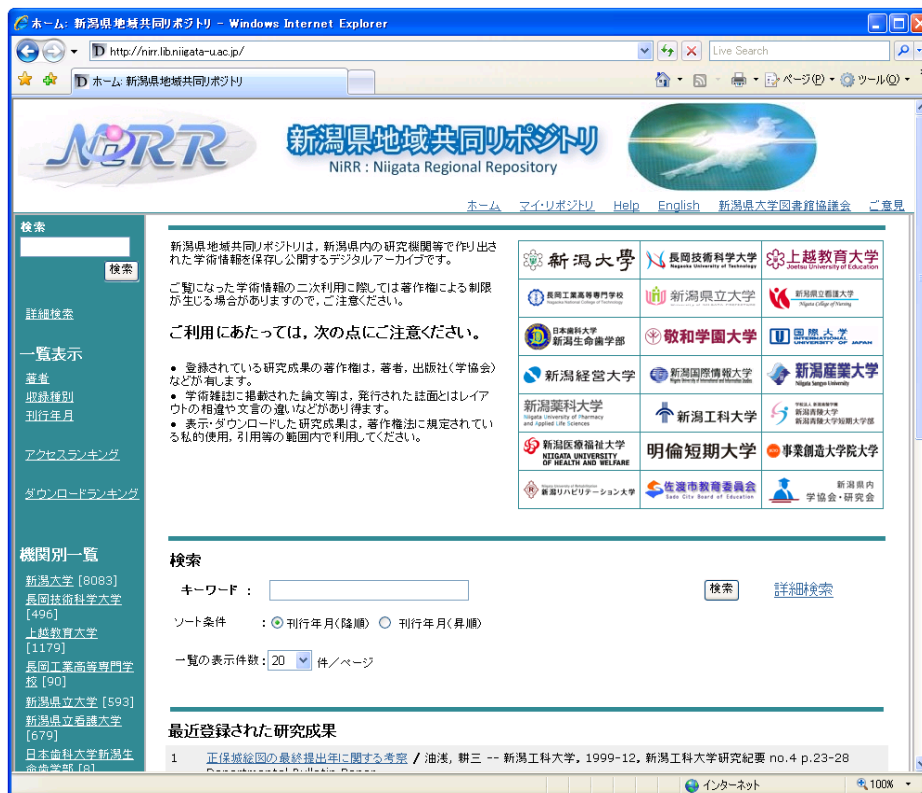 ホーム: 新潟県地域共同リポジトリ - Windows Internet Explorer
http://nirr.lib.niigata-u.ac.jp/
Live Search
ホーム: 新潟県地域共同リポジトリ
ページ(P)
ツール(O)
NiRR
新潟県地域共同リポジトリ
NiRR : Niigata Regional Repository
ホーム マイ・リポジトリ Help English 新潟県大学図書館協議会 ご意見
検索
検索
詳細検索
一覧表示
著者
収録種別
刊行年月
アクセスランキング
ダウンロードランキング
機関別一覧
新潟大学 [8083]
長岡技術科学大学
[496]
上越教育大学
[1179]
長岡工業高等専門学
校 [90]
新潟県立大学 [593]
新潟県立看護大学
[679]
日本歯科大学新潟生
命歯学部 [8]
新潟県地域共同リポジトリは, 新潟県内の研究機関等で作り出さ
れた学術情報を保存し公開するデジタルアーカイブです。
ご覧になった学術情報の二次利用に際しては著作権による制限
が生じる場合がありますので, ご注意ください。
ご利用にあたっては, 次の点にご注意ください。
● 登録されている研究成果の著作権は, 著者, 出版社(学協会)
などが有します。
● 学術雑誌に掲載された論文等は, 発行された誌面とはレイア
ウトの相違や文言の違いなどがあり得ます。
● 表示・ダウンロードした研究成果は, 著作権法に規定されてい
る私的使用, 引用等の範囲内で利用してください。
新潟大學
長岡技術科学大学
Nagaoka University of Technology
上越教育大学
Joetsu University of Education
長岡工業高等専門学校
Nagaoka National College of Technology
新潟県立大学
新潟県立看護大学
Niigata College of Nursing
日本歯科大学
新潟生命歯学部
敬和学園大学
国際大学
INTERNATIONAL
UNIVERSITY OF JAPAN
新潟経営大学
新潟国際情報大学
新潟産業大学
Niigata Sangyo University
新潟薬科大学
Niigata University of Pharmacy
and Applied Life Sciences
新潟工科大学
新潟青陵大学
新潟青陵大学短期大学部
新潟医療福祉大学
NIIGATA UNIVERSITY
OF HEALTH AND WELFARE
明倫短期大学
事業創造大学院大学
新潟リハビリテーション大学
佐渡市教育委員会
Sado City Board of Education
新潟県内
学協会・研究会
検索
キーワード :
検索
詳細検索
ソート条件 : 刊行年月(降順) 刊行年月(昇順)
一覧の表示件数: 20 件/ページ
最近登録された研究成果
1 正保城絵図の最終提出年に関する考察 / 油浅, 耕三 -- 新潟工科大学, 1999-12, 新潟工科大学研究紀要 no.4 p.23-28
Departmental Bulletin Paper
インターネット
100%